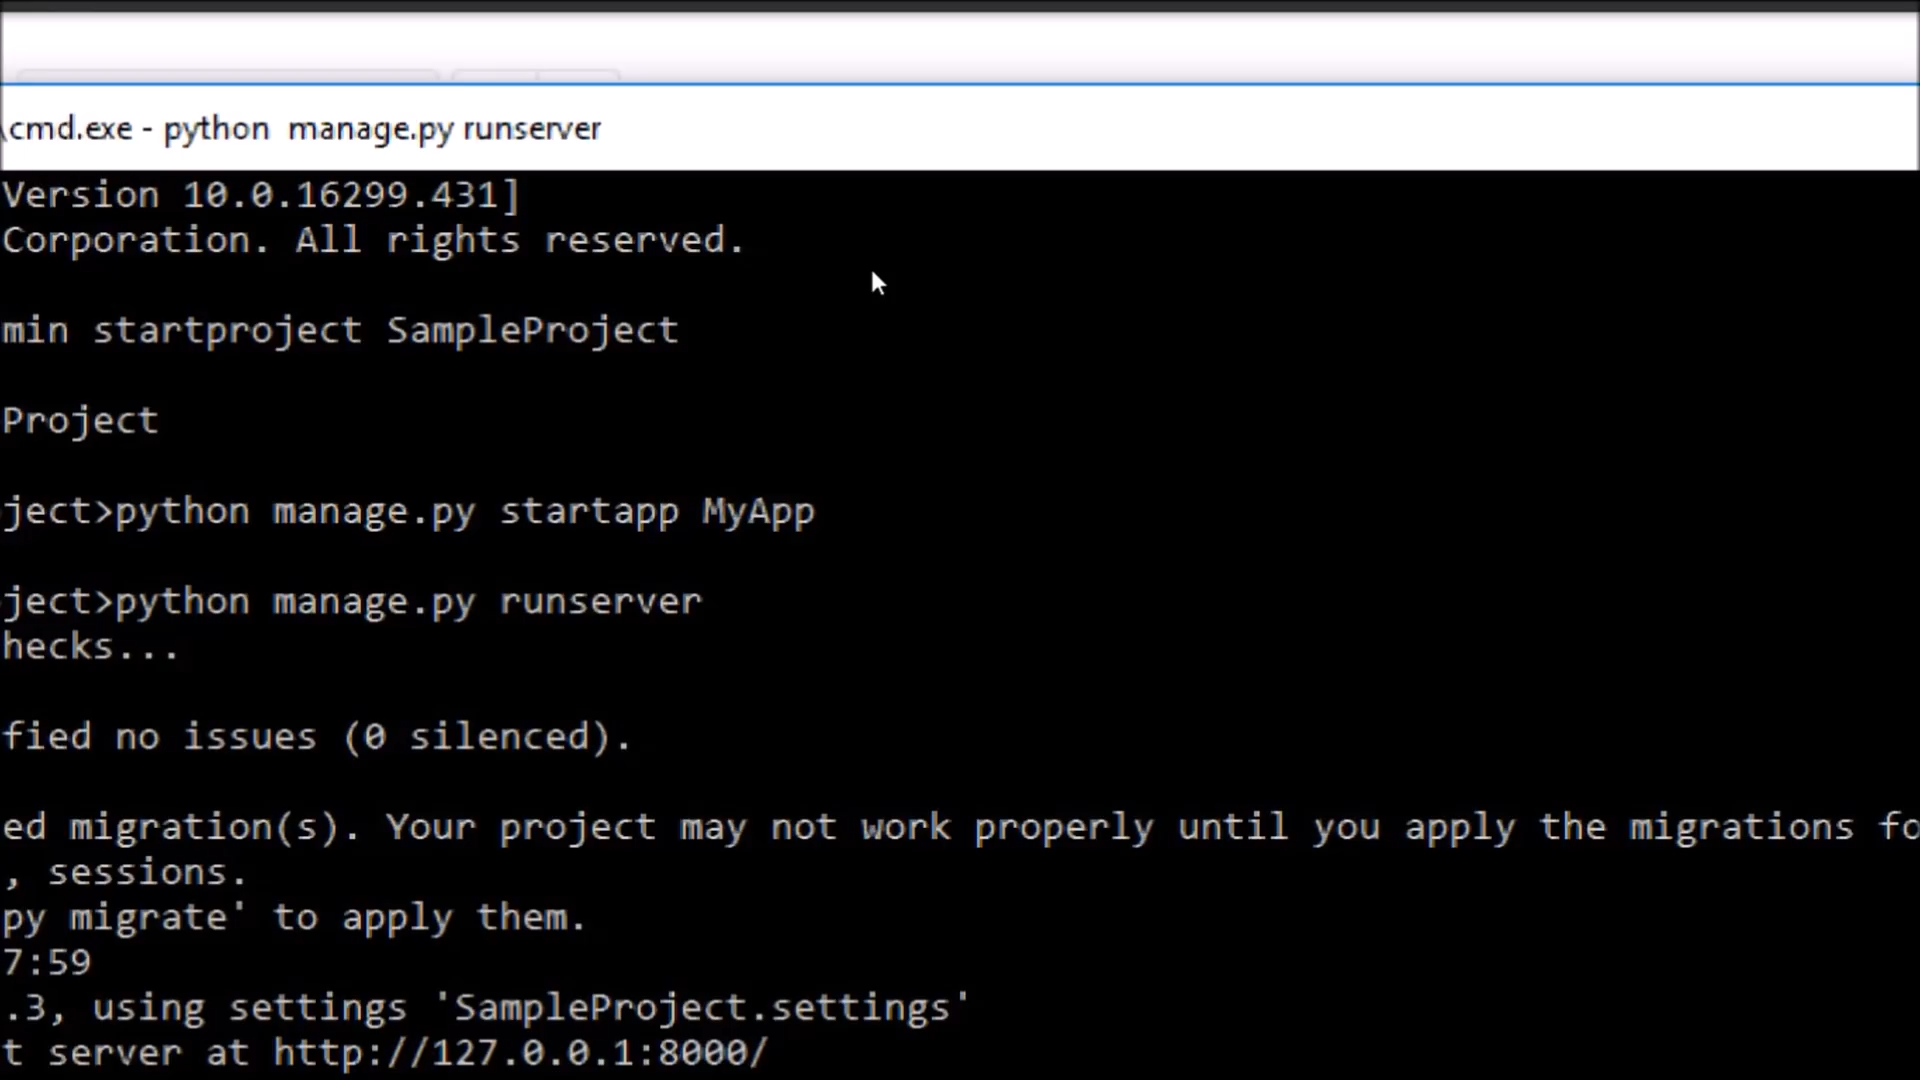 \cmd.exe - python  manage.py runserver
Version 10.0.16299.431]
Corporation. All rights reserved.
min startproject SampleProject
Project
ject>python manage.py startapp MyApp
ject>python manage.py runserver
hecks...
fied no issues (0 silenced).
ed migration(s). Your project may not work properly until you apply the migrations fo
, sessions.
py migrate' to apply them.
7:59
.3, using settings 'SampleProject.settings'
t server at http://127.0.0.1:8000/